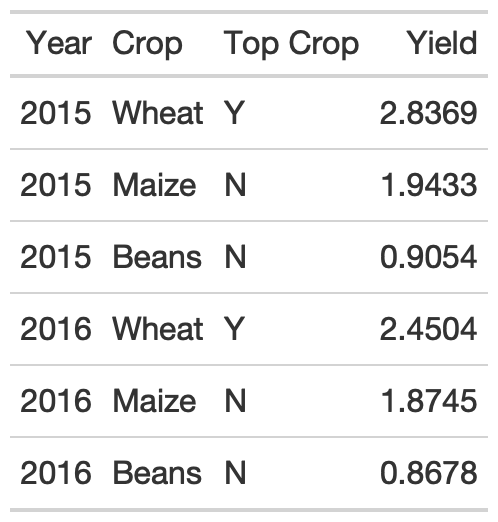 Year Crop Top Crop Yield
2015 Wheat Y 2.8369
2015 Maize N 1.9433
2015 Beans N 0.9054
2016 Wheat Y 2.4504
2016 Maize N 1.8745
2016 Beans N 0.8678